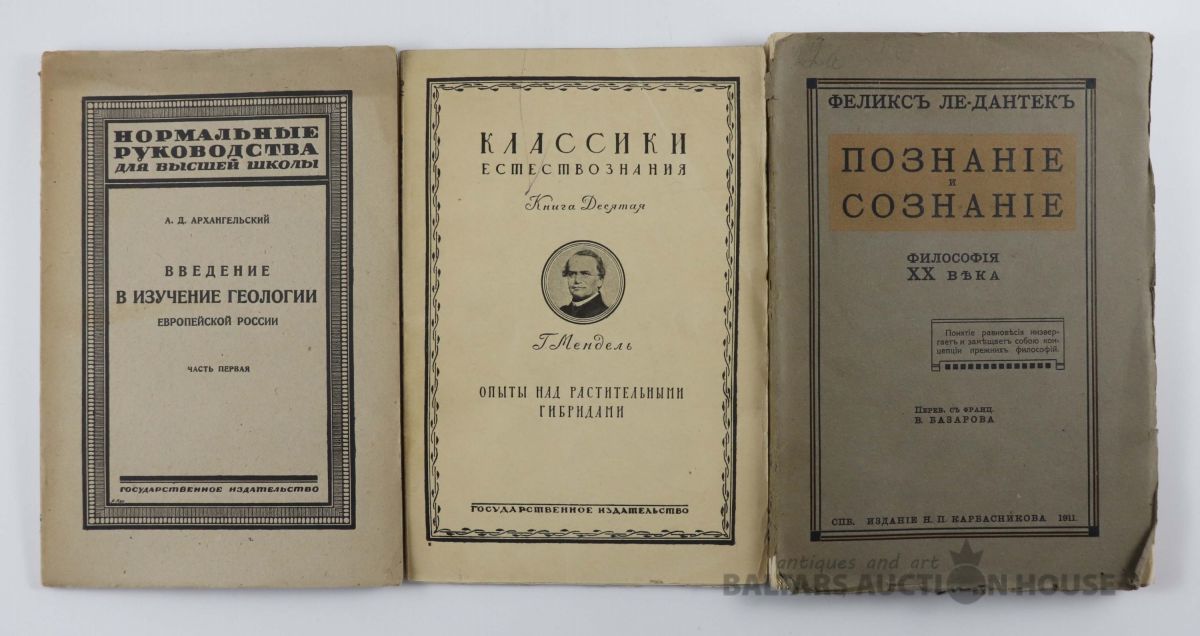 НОРМАЛЬНЫЕ
РУКОВОДСТВА
ДЛЯ ВЫСШЕЙ ШКОЛЫ
А. Д. АРХАНГЕЛЬСКИЙ
ВВЕДЕНИЕ
В ИЗУЧЕНИЕ ГЕОЛОГИИ
ЕВРОПЕЙСКОЙ РОССИИ
ЧАСТЬ ПЕРВАЯ
ГОСУДАРСТВЕННОЕ ИЗДАТЕЛЬСТВО
КЛАССИКИ
ЕСТЕСТВОЗНАНИЯ
Книга Десятая
Г. Мендель
ОПЫТЫ НАД РАСТИТЕЛЬНЫМИ
ГИБРИДАМИ
ГОСУДАРСТВЕННОЕ ИЗДАТЕЛЬСТВО
ФЕЛИКСЪ ЛЕ-ДАНТЕКЪ
ПОЗНАНІЕ
И
СОЗНАНІЕ
ФИЛОСОФІЯ
XX ВѢКА
Понятіе равновѣсія низвер-
гаетъ и замѣщаетъ собою кон-
цепціи прежнихъ философій.
ПЕРЕВ. СЪ ФРАНЦ.
В. БАЗАРОВА
СПБ. ИЗДАНІЕ Н. П. КАРБАСНИКОВА 1911.
antiques and art
BALTARS AUCTION HOUSE